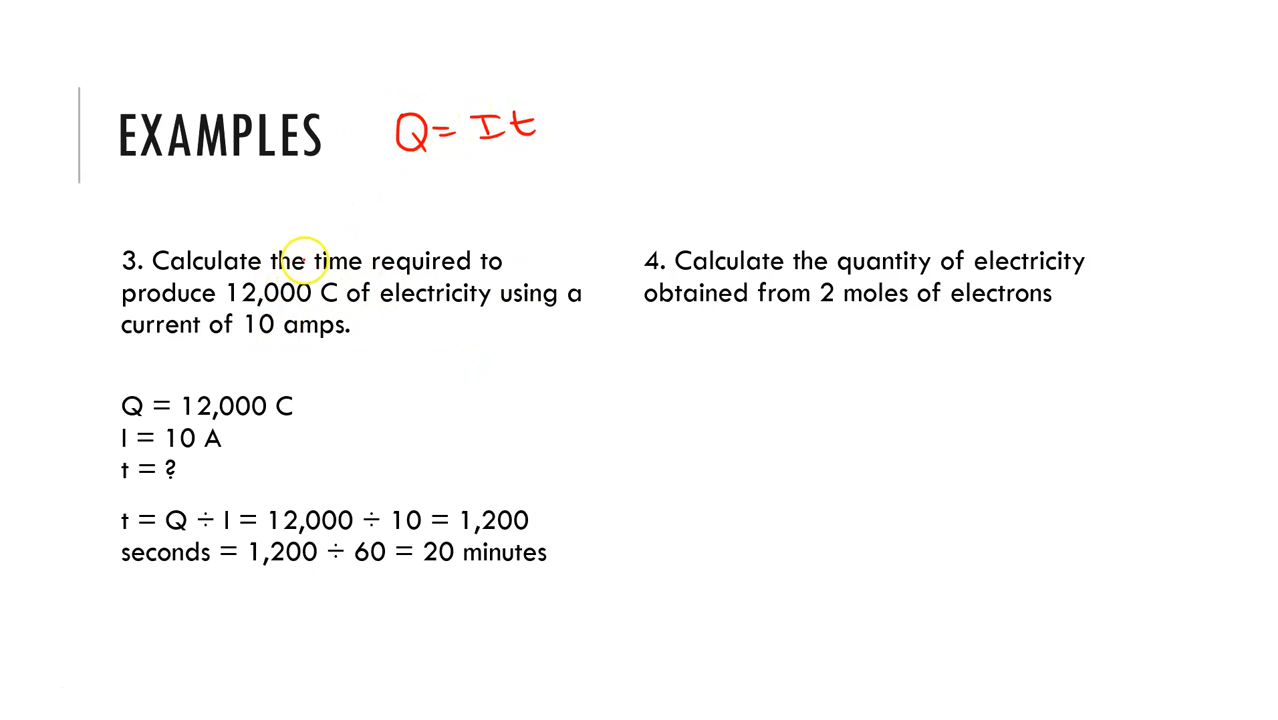 EXAMPLES
Q = It
3. Calculate the time required to
produce 12,000 C of electricity using a
current of 10 amps.
Q = 12,000 C
I = 10 A
t = ?
t = Q ÷ I = 12,000 ÷ 10 = 1,200
seconds = 1,200 ÷ 60 = 20 minutes
4. Calculate the quantity of electricity
obtained from 2 moles of electrons